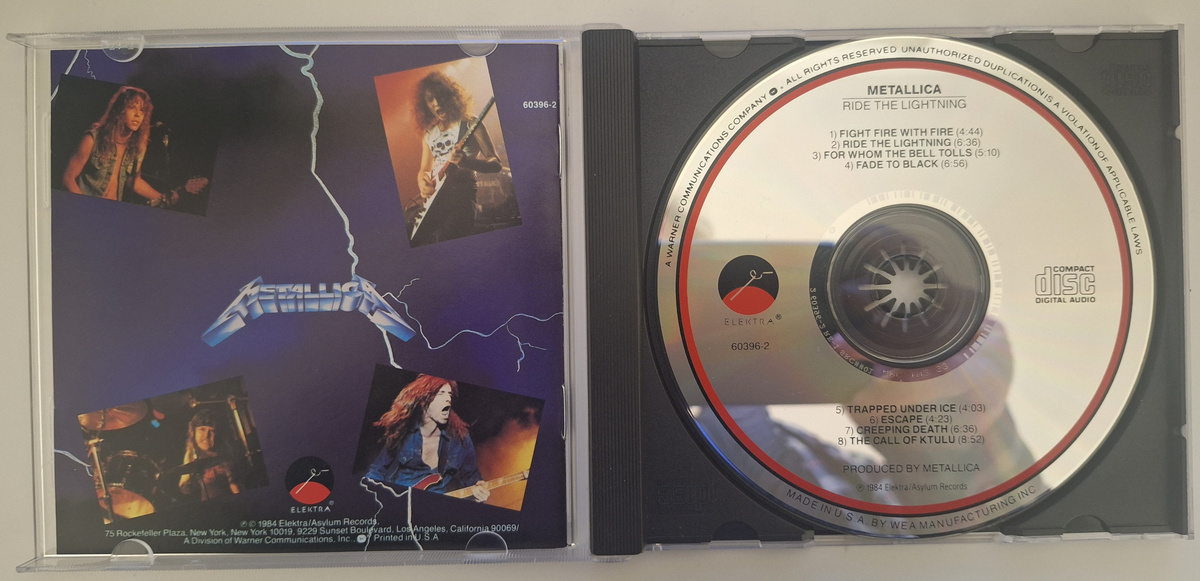 60396-2
METALLICA
ELEKTRA®
℗ © 1984 Elektra/Asylum Records,
75 Rockefeller Plaza, New York, New York 10019, 9229 Sunset Boulevard, Los Angeles, California 90069/
A Division of Warner Communications, Inc.,
Printed in U.S.A
A WARNER COMMUNICATIONS COMPANY • ALL RIGHTS RESERVED UNAUTHORIZED DUPLICATION IS A VIOLATION OF APPLICABLE LAWS
METALLICA
RIDE THE LIGHTNING
1) FIGHT FIRE WITH FIRE (4:44)
2) RIDE THE LIGHTNING (6:36)
3) FOR WHOM THE BELL TOLLS (5:10)
4) FADE TO BLACK (6:56)
ELEKTRA®
60396-2
COMPACT
disc
DIGITAL AUDIO
5) TRAPPED UNDER ICE (4:03)
6) ESCAPE (4:23)
7) CREEPING DEATH (6:36)
8) THE CALL OF KTULU (8:52)
PRODUCED BY METALLICA
℗ 1984 Elektra/Asylum Records
MADE IN U.S.A. BY WEA MANUFACTURING INC.